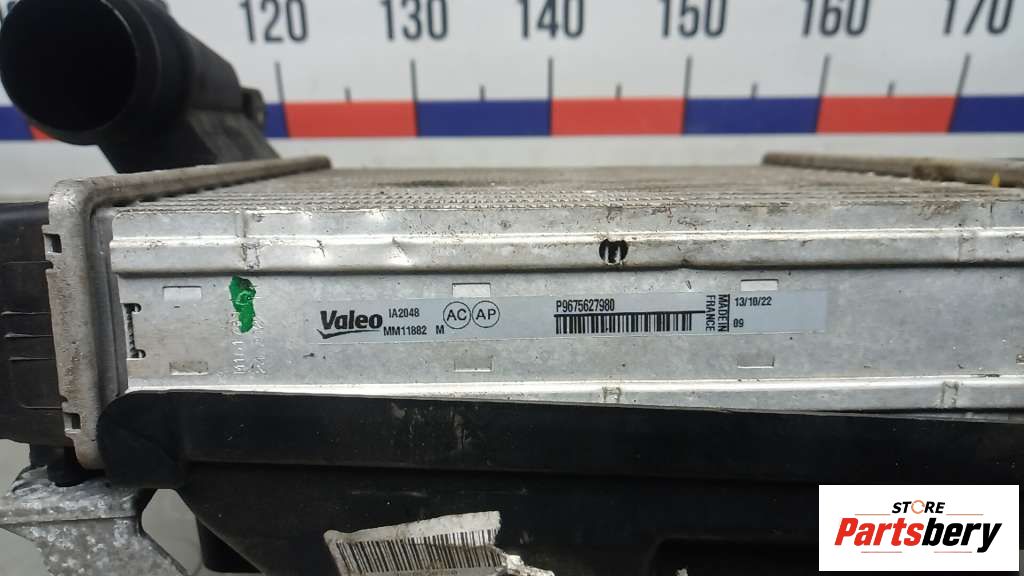 120 130 140 150 160 170
Valeo
IA2048
MM11882 M
AC AP
P9675627980
MADE IN
FRANCE
13/10/22
09
STORE
Partsbery